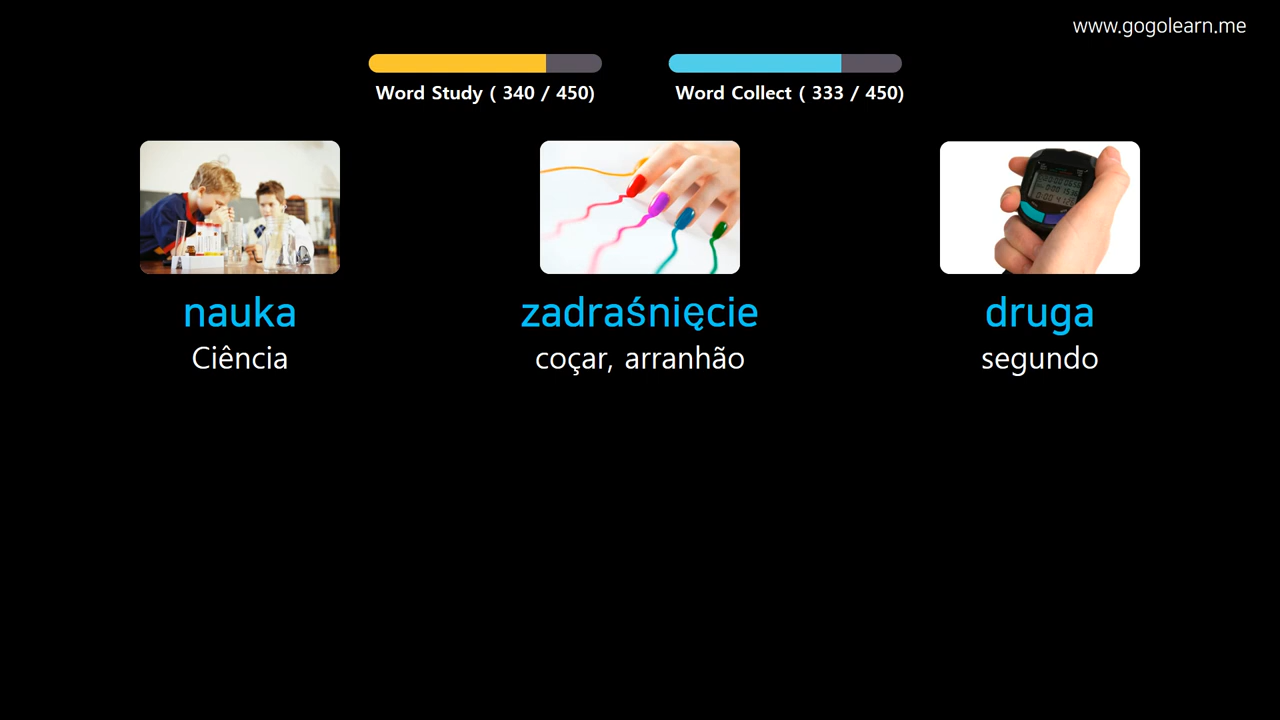 www.gogolearn.me
Word Study ( 340 / 450)
Word Collect ( 333 / 450)
nauka
Ciência
zadraśnięcie
coçar, arranhão
druga
segundo